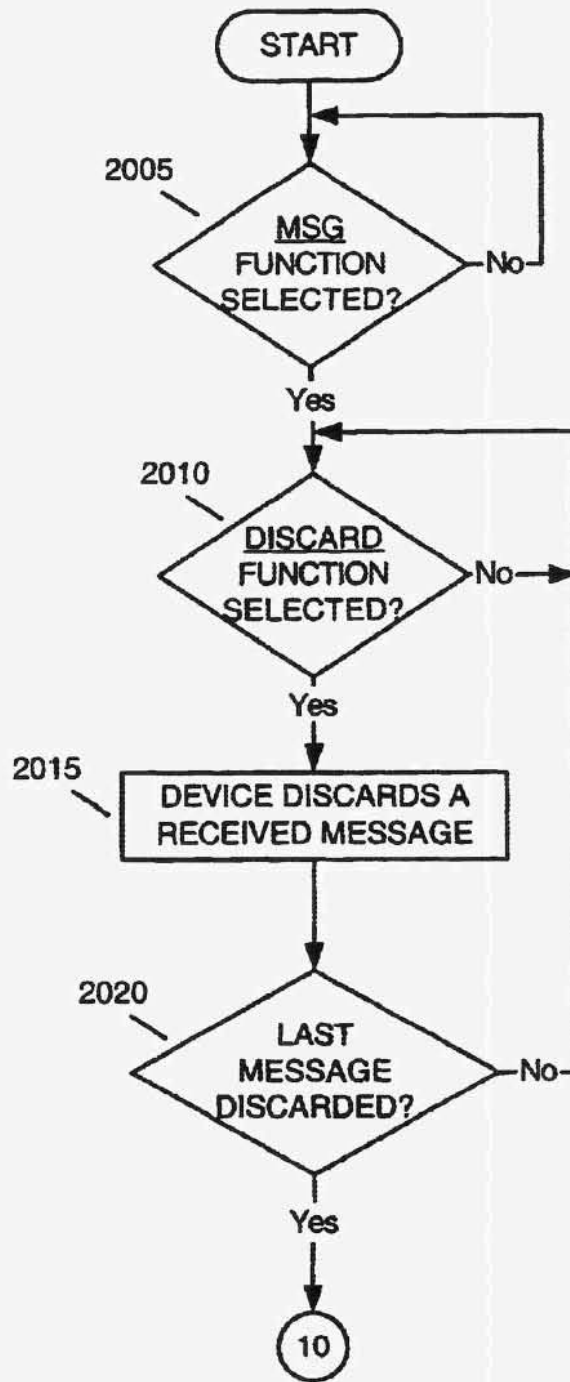 START
2005
MSG
FUNCTION
SELECTED?
No
Yes
2010
DISCARD
FUNCTION
SELECTED?
No
Yes
2015
DEVICE DISCARDS A
RECEIVED MESSAGE
2020
LAST
MESSAGE
DISCARDED?
No
Yes
10